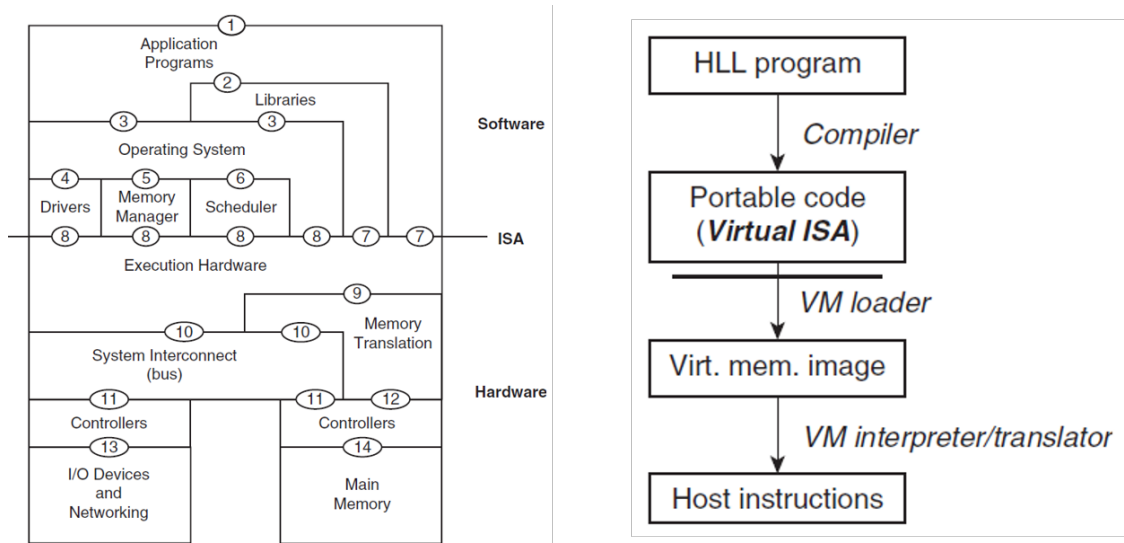 1
Application
Programs
2
Libraries
3
3
Software
Operating System
4
5
6
Drivers
Memory
Manager
Scheduler
8
8
8
8
7
7
ISA
Execution Hardware
9
10
10
Memory
Translation
System Interconnect
(bus)
Hardware
11
11
12
Controllers
Controllers
13
14
I/O Devices
and
Networking
Main
Memory
HLL program
Compiler
Portable code
(Virtual ISA)
VM loader
Virt. mem. image
VM interpreter/translator
Host instructions